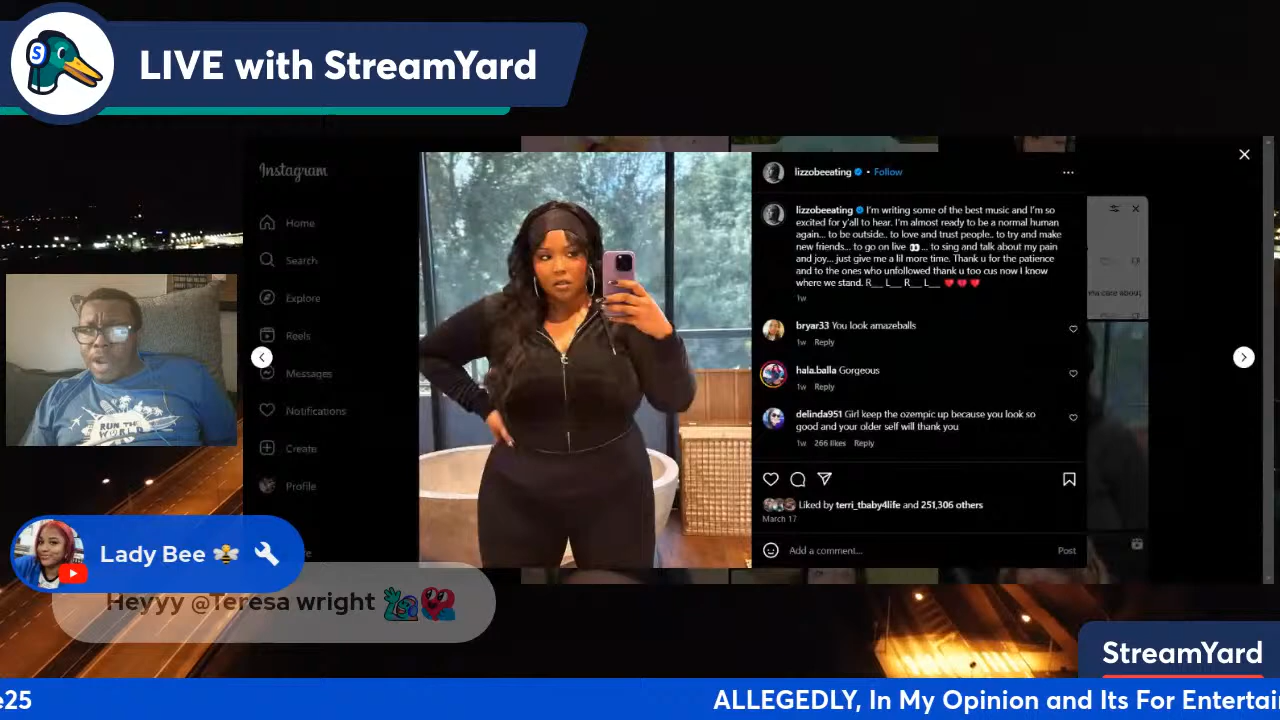 S
LIVE with StreamYard
Instagram
Home
Search
Explore
Reels
Messages
Notifications
Create
Profile
lizzobeeating • Follow
lizzobeeating I'm writing some of the best music and I'm so
excited for y'all to hear. I'm almost ready to be a normal human
again... to be outside.. to love and trust people.. to try and make
new friends... to go on live 👀... to sing and talk about my pain
and joy... just give me a lil more time. Thank u for the patience
and to the ones who unfollowed thank u too cus now I know
where we stand. R__ L__ R__ L__ ❤️💔❤️
1w
bryar33 You look amazeballs
1w Reply
hala.balla Gorgeous
1w Reply
delinda951 Girl keep the ozempic up because you look so
good and your older self will thank you
1w 266 likes Reply
Liked by terri_tbaby4life and 251,306 others
March 17
Add a comment... Post
care about
RUN THE
WORLD
Lady Bee 🐝 🔧
Heyyy @Teresa wright
StreamYard
e25
ALLEGEDLY, In My Opinion and Its For Entertai